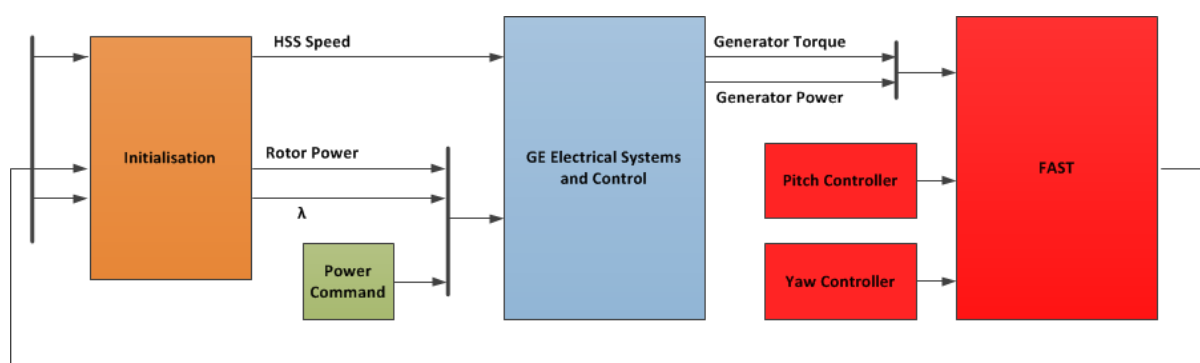 HSS Speed
Generator Torque
Generator Power
Initialisation
Rotor Power
λ
GE Electrical Systems
and Control
Pitch Controller
FAST
Power
Command
Yaw Controller